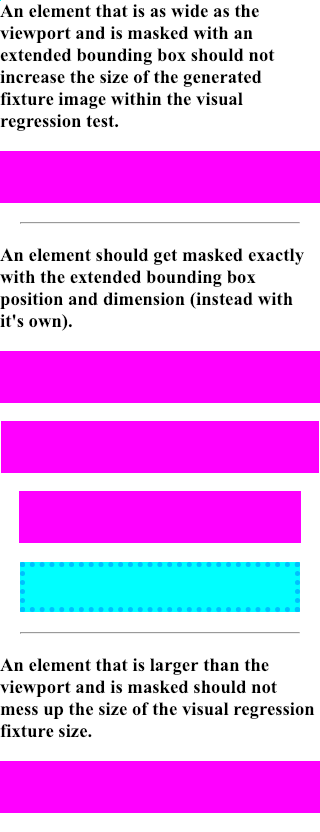 An element that is as wide as the
viewport and is masked with an
extended bounding box should not
increase the size of the generated
fixture image within the visual
regression test.
An element should get masked exactly
with the extended bounding box
position and dimension (instead with
it's own).
An element that is larger than the
viewport and is masked should not
mess up the size of the visual regression
fixture size.